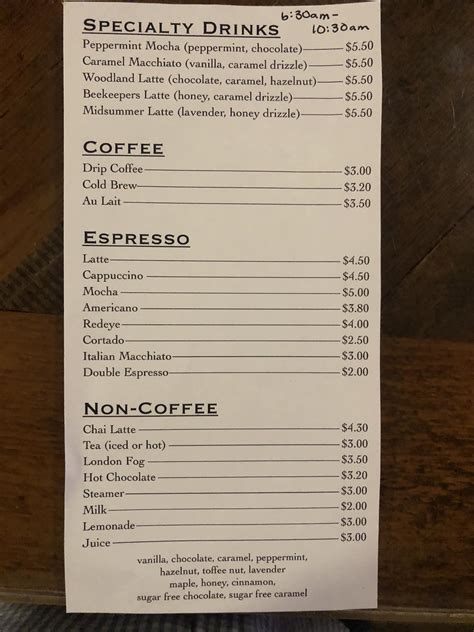 6:30am-
10:30am
SPECIALTY DRINKS
Peppermint Mocha (peppermint, chocolate) $5.50
Caramel Macchiato (vanilla, caramel drizzle) $5.50
Woodland Latte (chocolate, caramel, hazelnut) $5.50
Beekeepers Latte (honey, caramel drizzle) $5.50
Midsummer Latte (lavender, honey drizzle) $5.50
COFFEE
Drip Coffee $3.00
Cold Brew $3.20
Au Lait $3.50
ESPRESSO
Latte $4.50
Cappuccino $4.50
Mocha $5.00
Americano $3.80
Redeye $4.00
Cortado $2.50
Italian Macchiato $3.00
Double Espresso $2.00
NON-COFFEE
Chai Latte $4.30
Tea (iced or hot) $3.00
London Fog $3.50
Hot Chocolate $3.20
Steamer $3.00
Milk $2.00
Lemonade $3.00
Juice $3.00
vanilla, chocolate, caramel, peppermint,
hazelnut, toffee nut, lavender
maple, honey, cinnamon,
sugar free chocolate, sugar free caramel